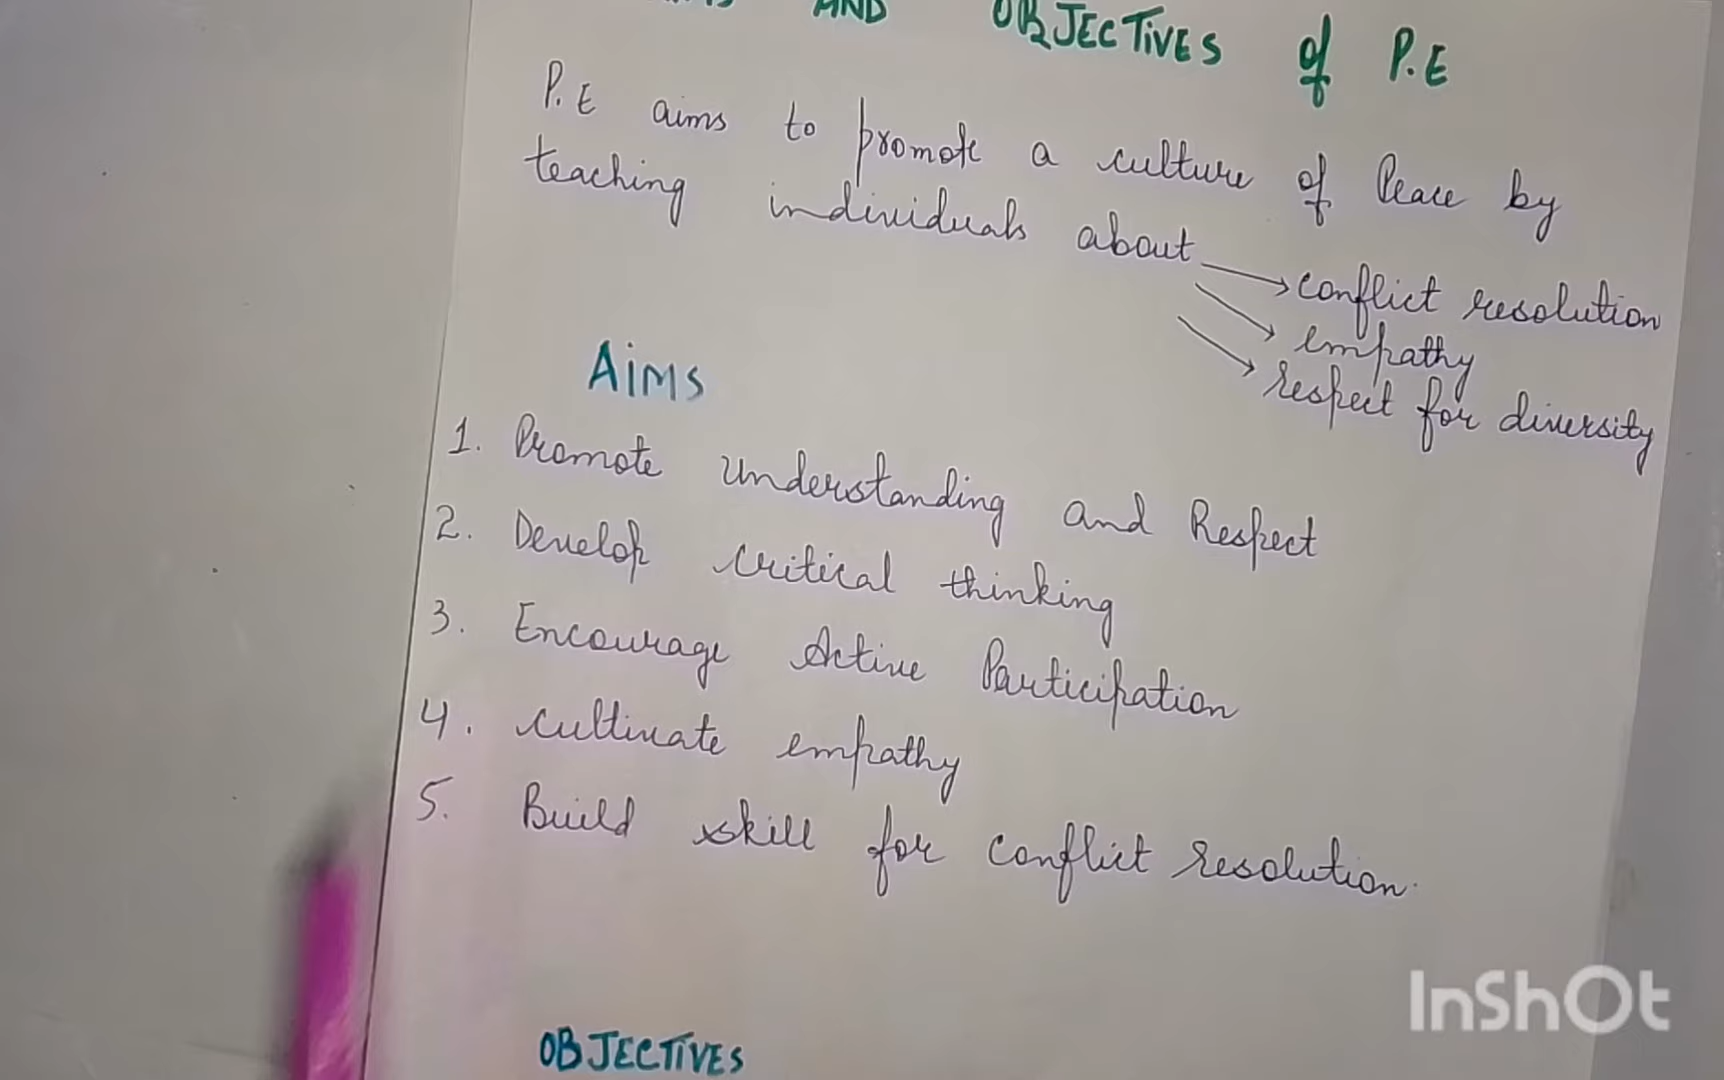 AND OBJECTIVES of P.E
P.E aims to promote a culture of Peace by
teaching individuals about
conflict resolution
empathy
respect for diversity
Aims
1. Promote understanding and Respect
2. Develop critical thinking
3. Encourage Active Participation
4. cultivate empathy
5. Build skill for conflict resolution.
OBJECTIVES
InShOt